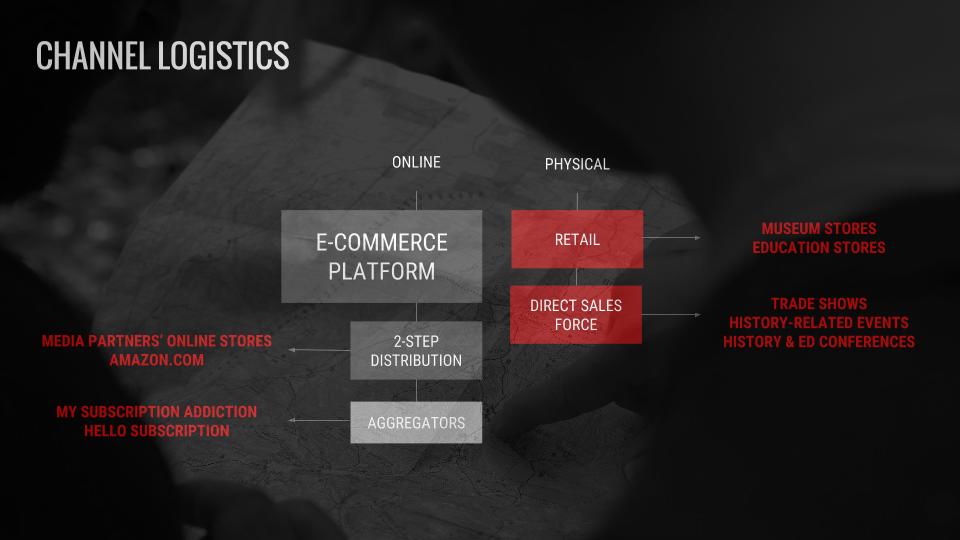 CHANNEL LOGISTICS
ONLINE
PHYSICAL
E-COMMERCE
PLATFORM
RETAIL
MUSEUM STORES
EDUCATION STORES
DIRECT SALES
FORCE
TRADE SHOWS
HISTORY-RELATED EVENTS
HISTORY & ED CONFERENCES
MEDIA PARTNERS' ONLINE STORES
AMAZON.COM
2-STEP
DISTRIBUTION
MY SUBSCRIPTION ADDICTION
HELLO SUBSCRIPTION
AGGREGATORS